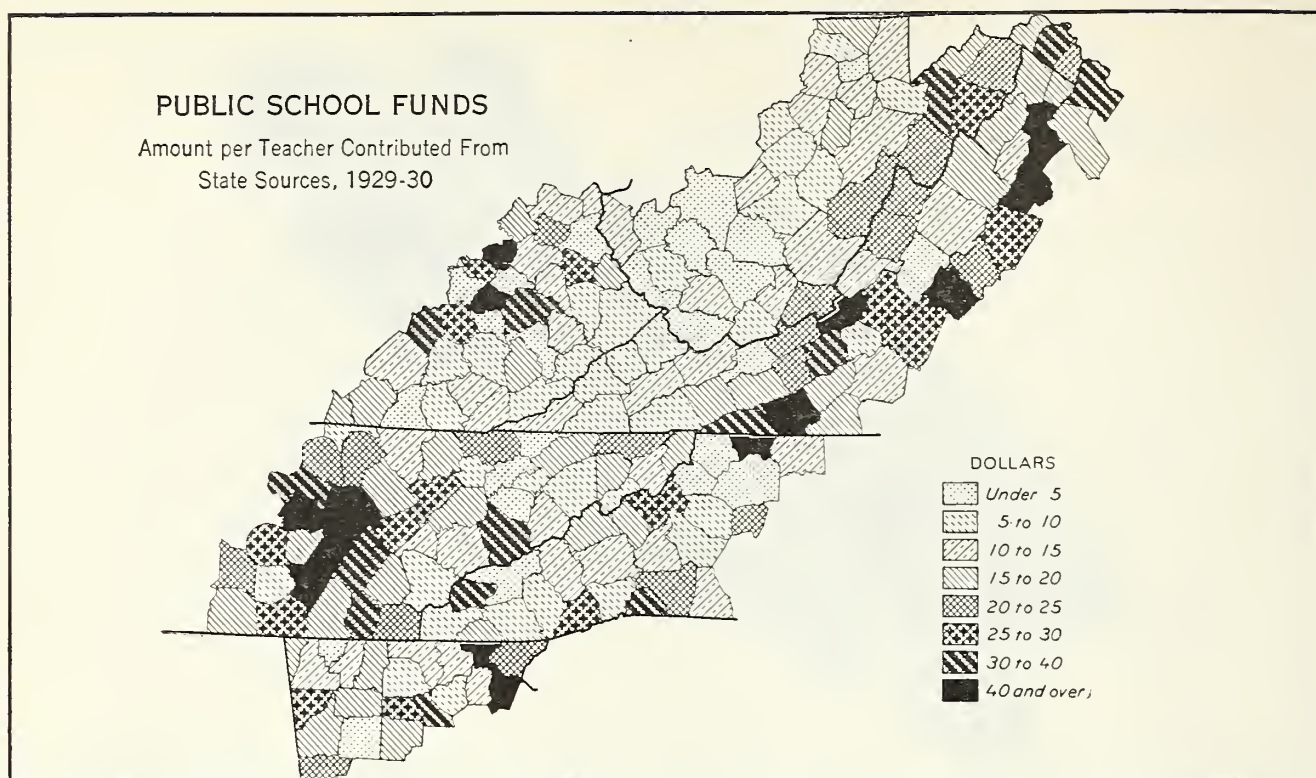 PUBLIC SCHOOL FUNDS
Amount per Teacher Contributed From
State Sources, 1929-30
DOLLARS
Under 5
5 to 10
10 to 15
15 to 20
20 to 25
25 to 30
30 to 40
40 and over